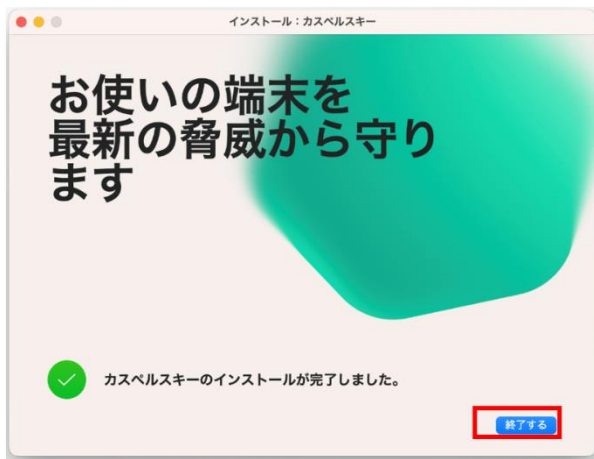 インストール：カスペルスキー
お使いの端末を
最新の脅威から守り
ます
カスペルスキーのインストールが完了しました。
終了する